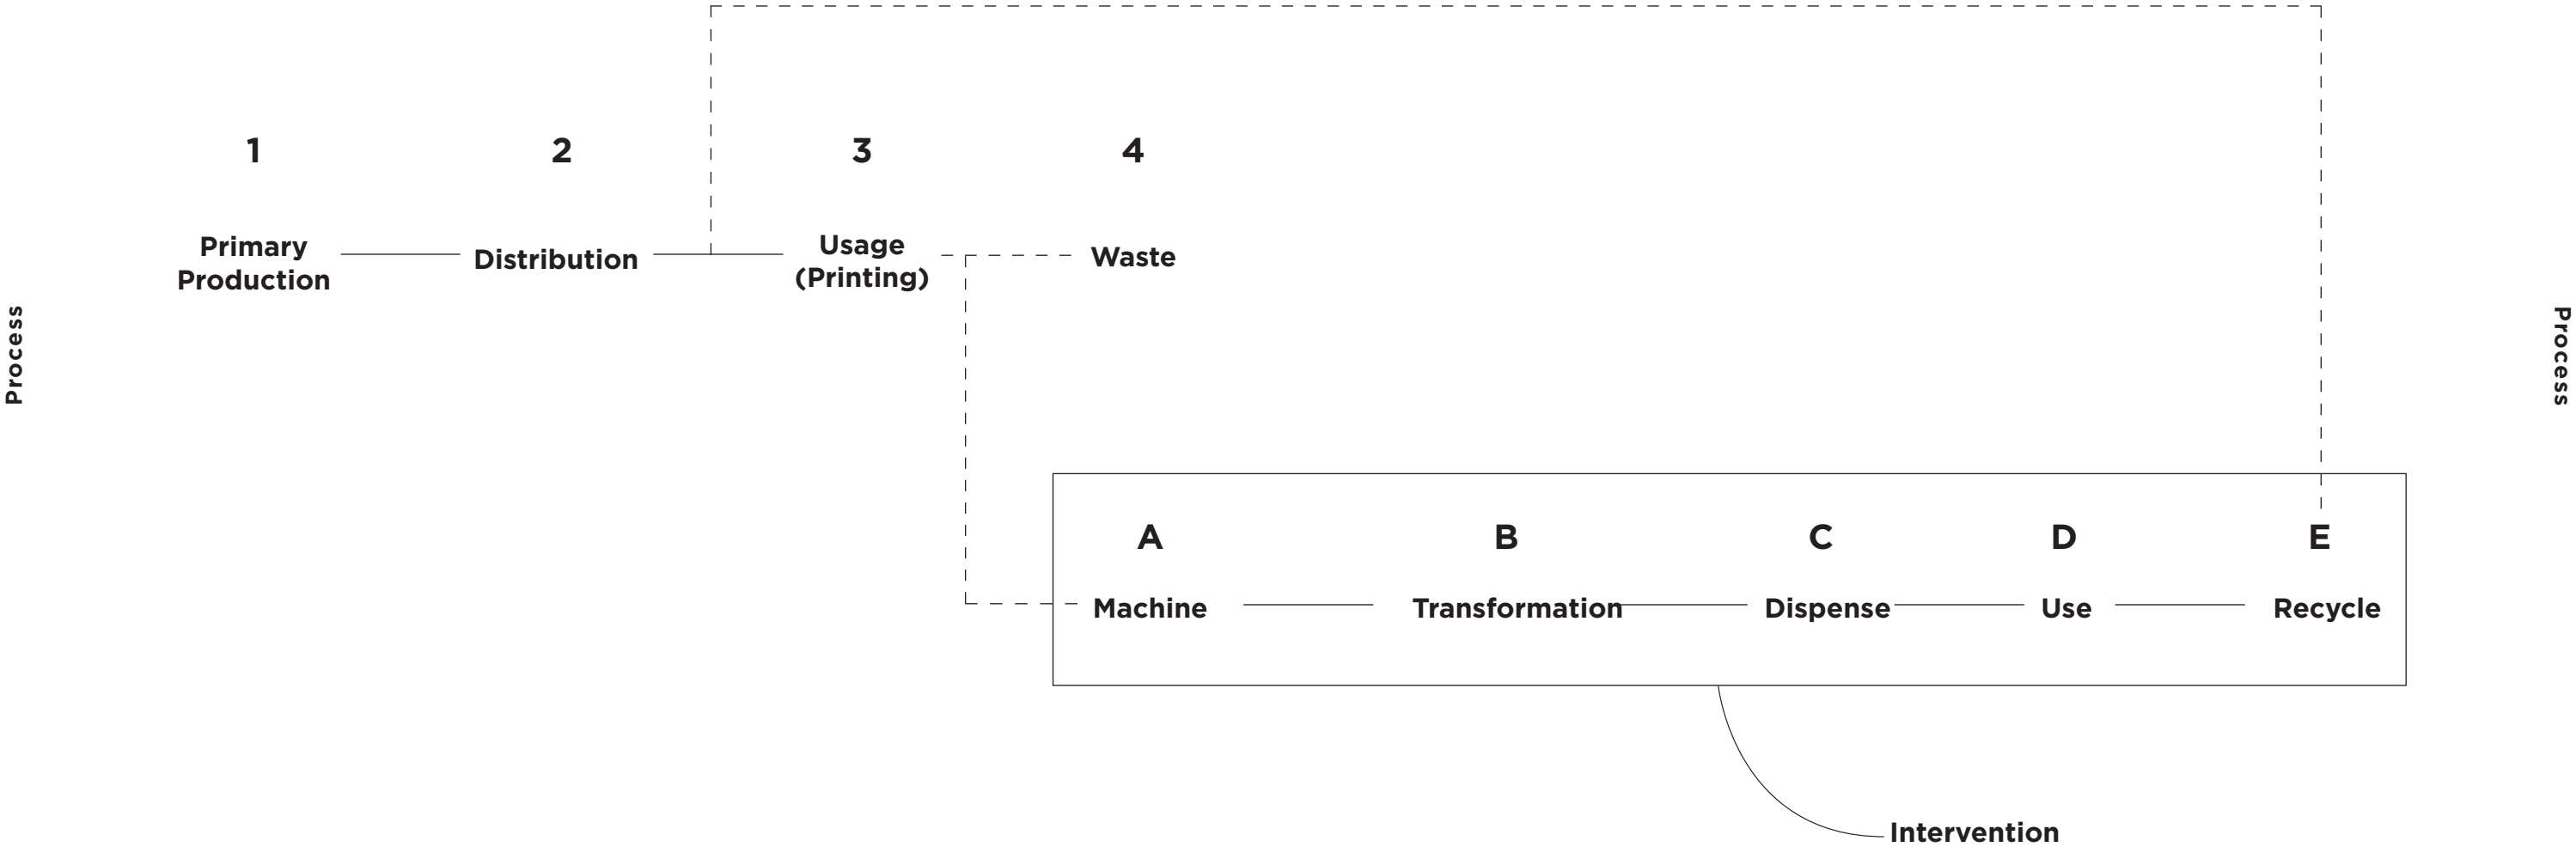 1
2
3
4
Primary
Production
Distribution
Usage
(Printing)
Waste
Process
Process
A
B
C
D
E
Machine
Transformation
Dispense
Use
Recycle
Intervention